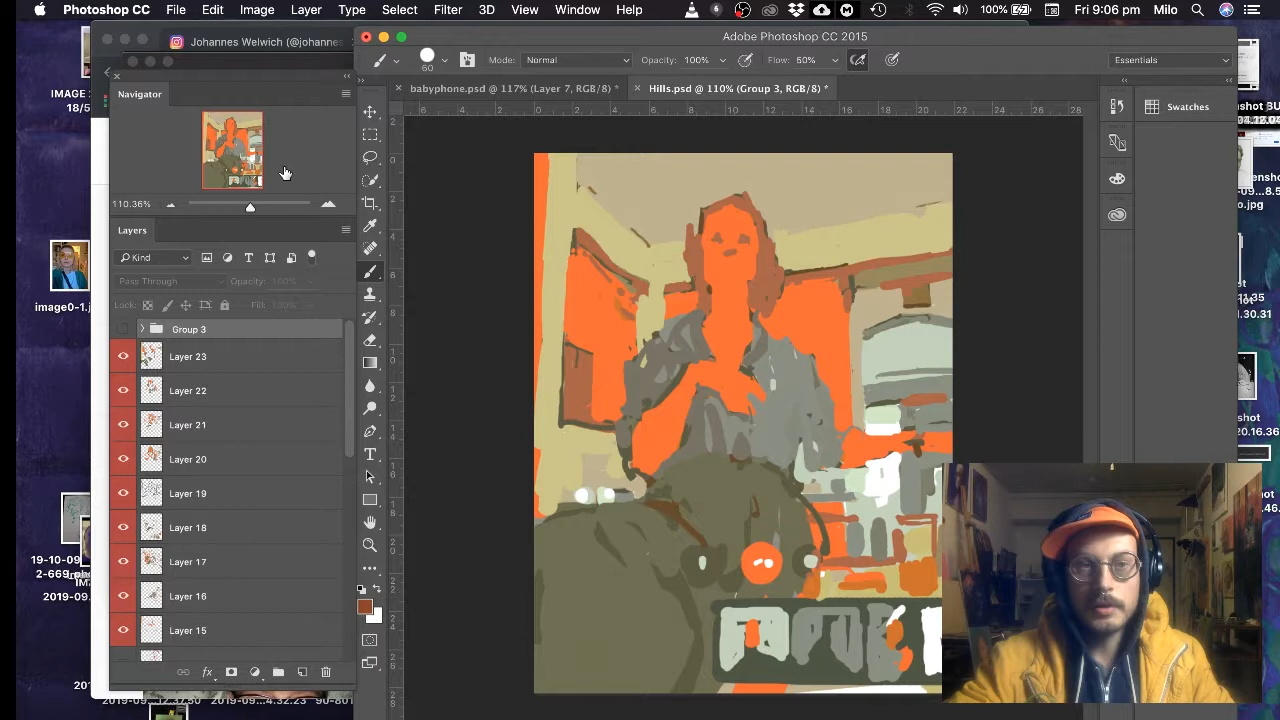 Photoshop CC File Edit Image Layer Type Select Filter 3D View Window Help 6 100% Fri 9:06 pm Milo
Johannes Welwich (@johannes
Adobe Photoshop CC 2015
60 Mode: Normal Opacity: 100% Flow: 50% Essentials
babyphone.psd @ 117% (Layer 7, RGB/8) *
Hills.psd @ 110% (Group 3, RGB/8) *
Navigator
110.36%
Layers
Kind
Pass Through Opacity: 100%
Lock: Fill: 100%
Group 3
Layer 23
Layer 22
Layer 21
Layer 20
Layer 19
Layer 18
Layer 17
Layer 16
Layer 15
Swatches
image0-1.j